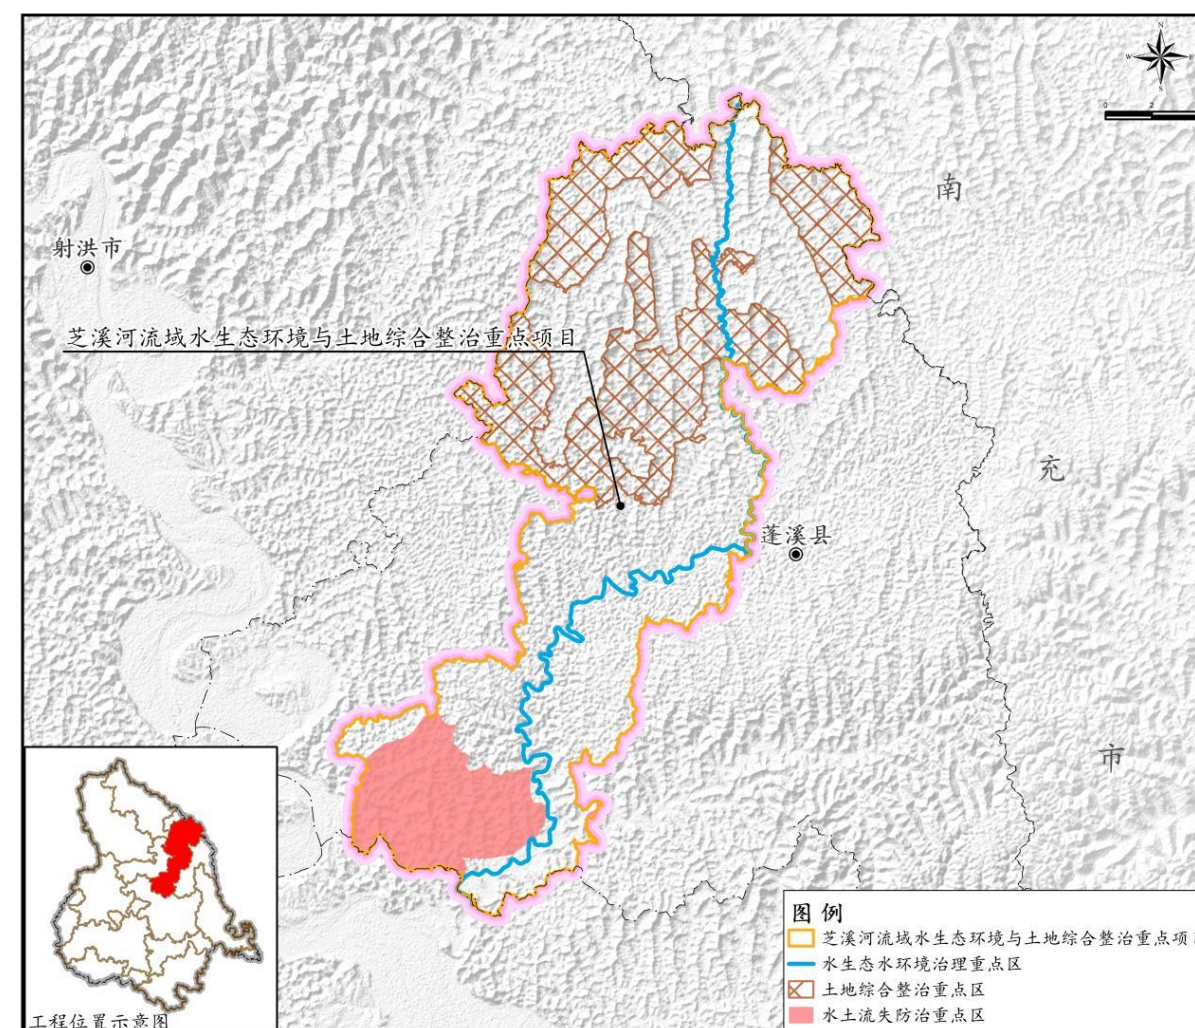 N
W
E
S
0
2
南
射洪市
芝溪河流域水生态环境与土地综合整治重点项目
充
蓬溪县
市
工程位置示意图
图例
芝溪河流域水生态环境与土地综合整治重点项
水生态水环境治理重点区
土地综合整治重点区
水土流失防治重点区